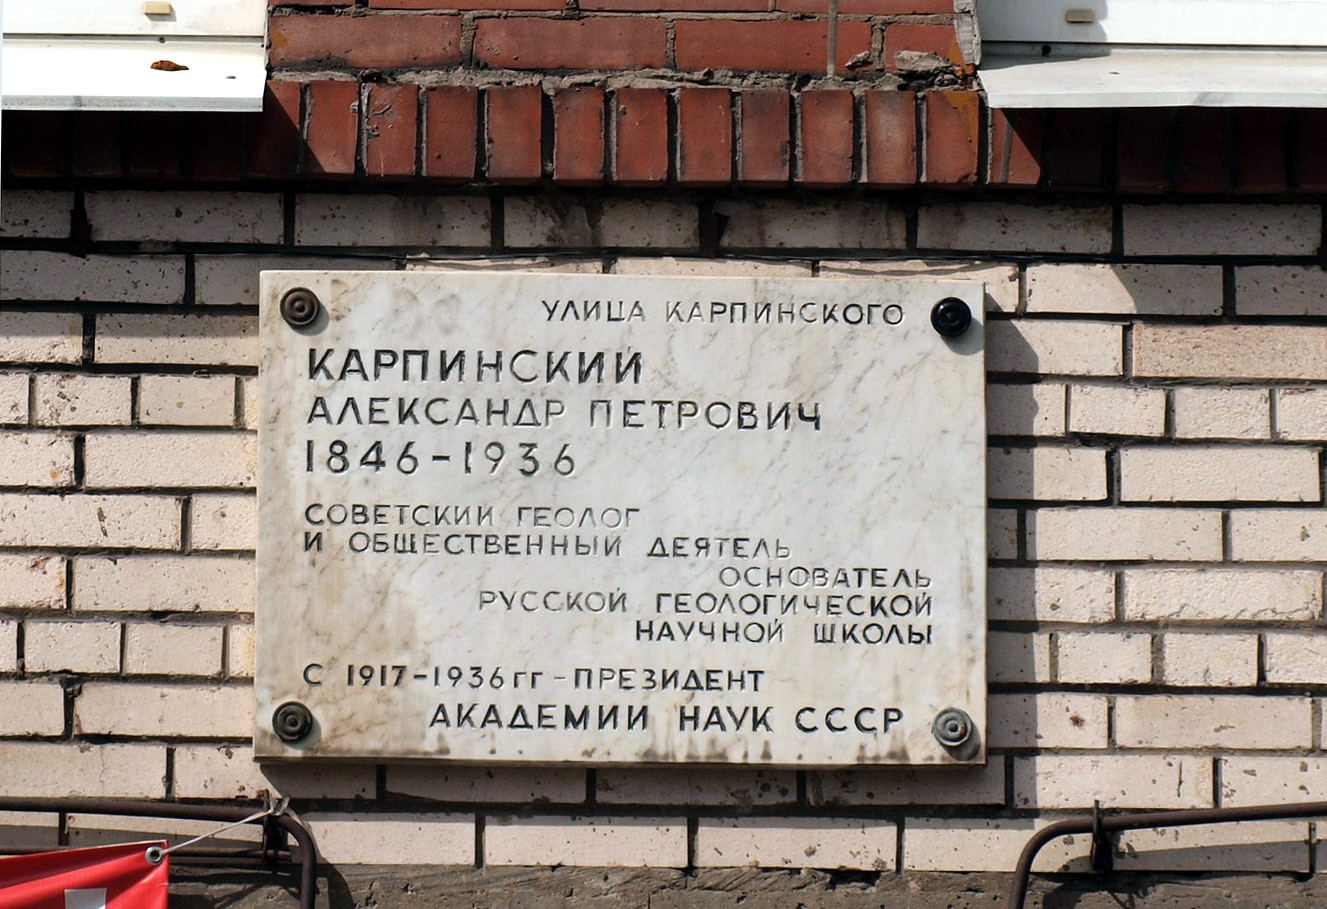 УЛИЦА КАРПИНСКОГО
КАРПИНСКИЙ
АЛЕКСАНДР ПЕТРОВИЧ
1846-1936
СОВЕТСКИЙ ГЕОЛОГ
И ОБЩЕСТВЕННЫЙ ДЕЯТЕЛЬ
ОСНОВАТЕЛЬ
РУССКОЙ ГЕОЛОГИЧЕСКОЙ
НАУЧНОЙ ШКОЛЫ
С 1917-1936 гг - ПРЕЗИДЕНТ
АКАДЕМИИ НАУК СССР